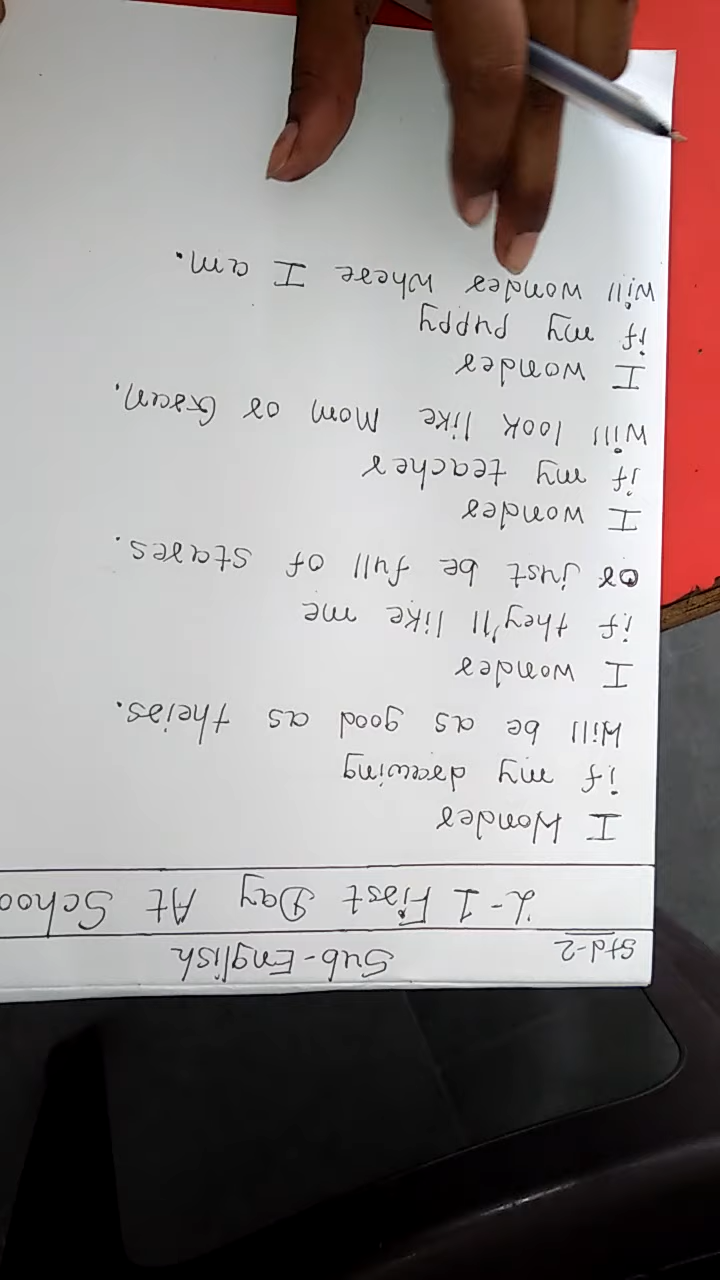 Std-2 Sub-English
L-1 First Day At Schoo
I Wonder
if my drawing
Will be as good as theirs.
I wonder
if they'll like me
or just be full of stares.
I wonder
if my teacher
will look like Mom or Gran.
I wonder
if my puppy
will wonder where I am.